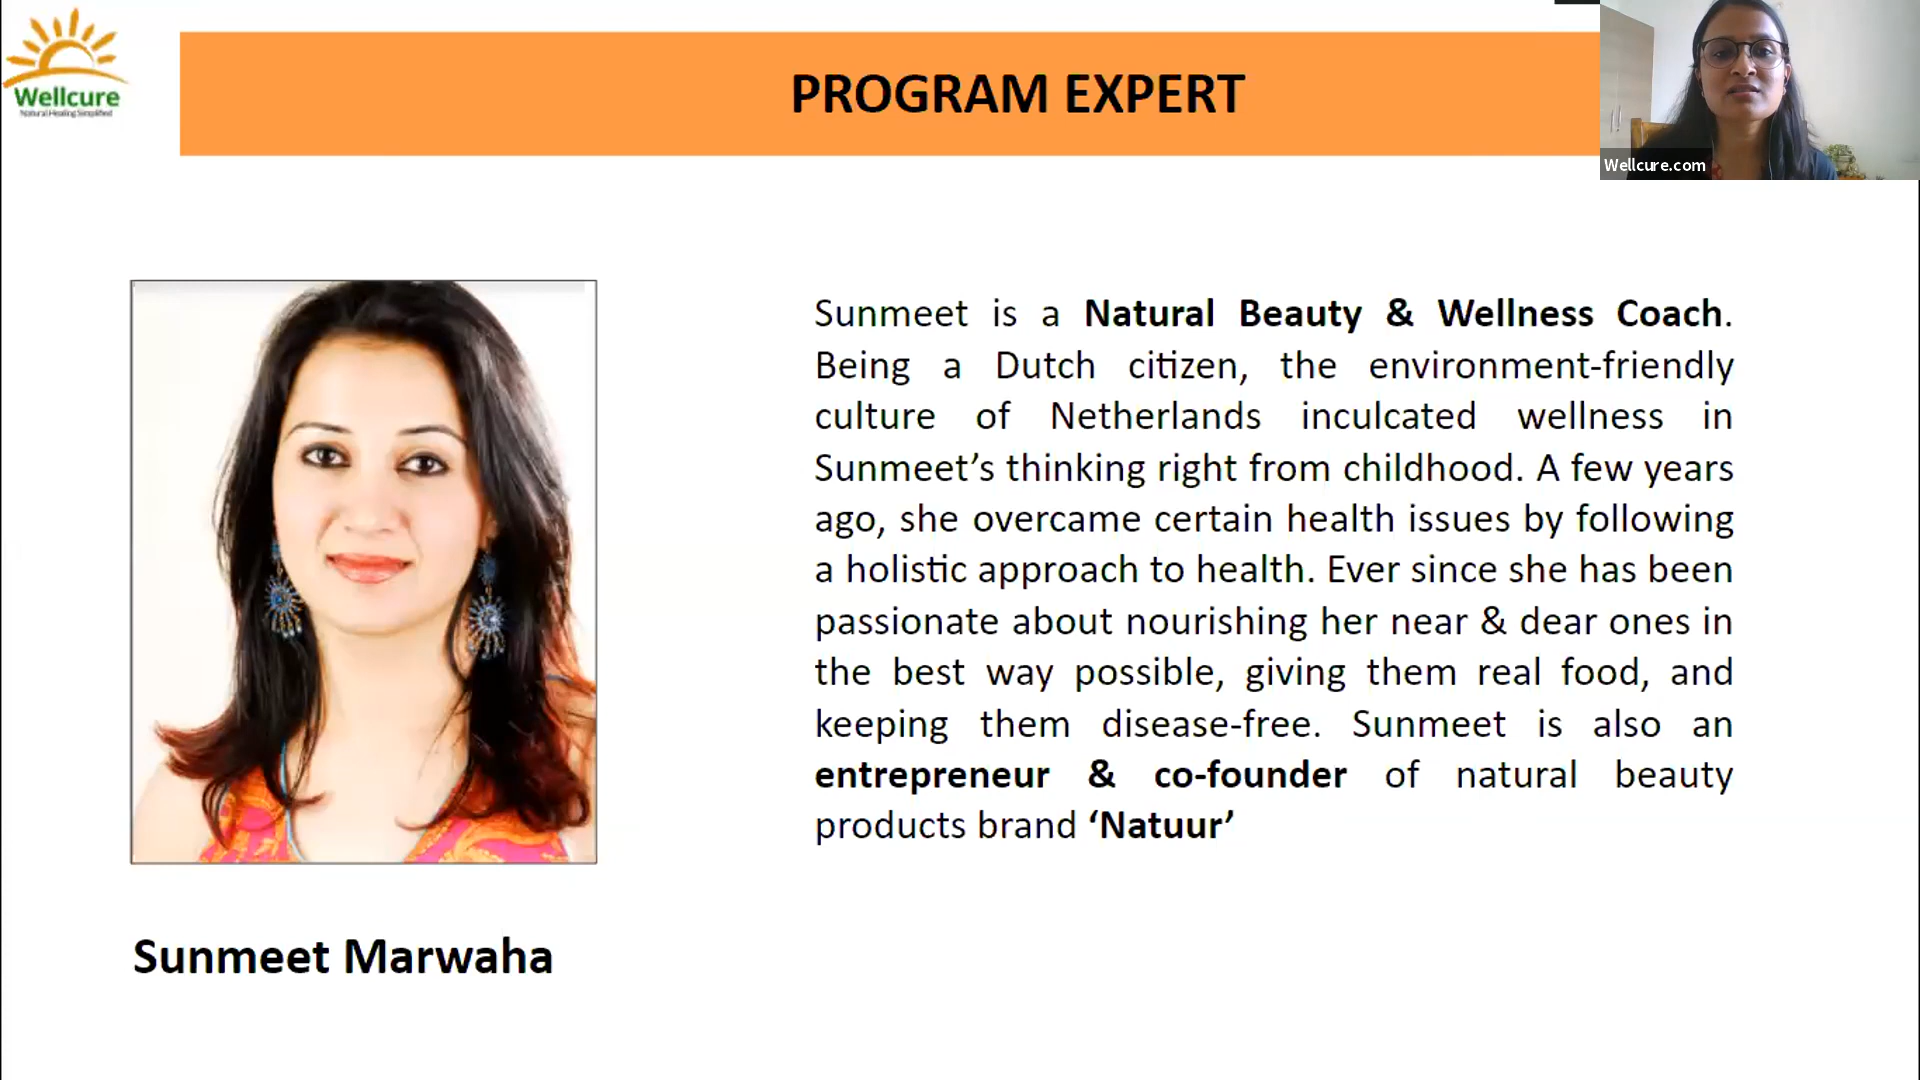 Wellcure
Natural Healing Simplified
PROGRAM EXPERT
Wellcure.com
Sunmeet is a Natural Beauty & Wellness Coach.
Being a Dutch citizen, the environment-friendly
culture of Netherlands inculcated wellness in
Sunmeet’s thinking right from childhood. A few years
ago, she overcame certain health issues by following
a holistic approach to health. Ever since she has been
passionate about nourishing her near & dear ones in
the best way possible, giving them real food, and
keeping them disease-free. Sunmeet is also an
entrepreneur & co-founder of natural beauty
products brand ‘Natuur’
Sunmeet Marwaha